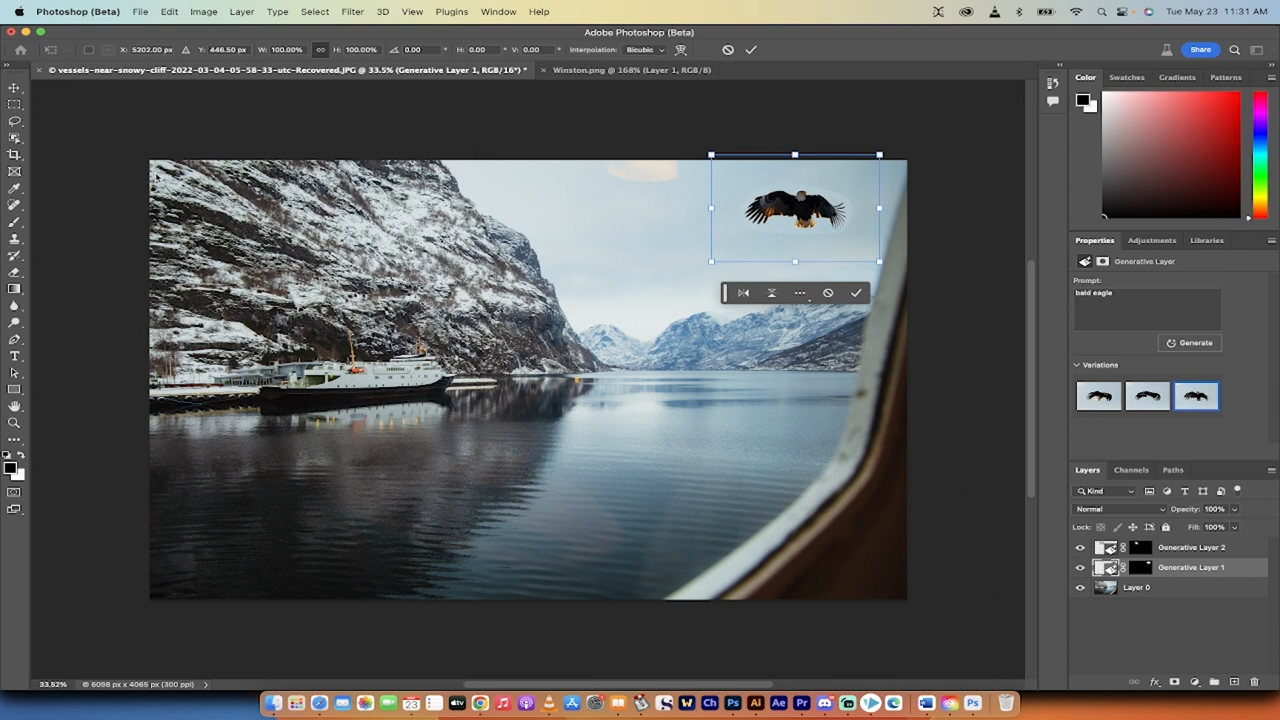 Photoshop (Beta) File Edit Image Layer Type Select Filter 3D View Plugins Window Help Tue May 23 11:31 AM
Adobe Photoshop (Beta)
X: 5202.00 px Y: 446.50 px W: 100.00% H: 100.00% 0.00 ° H: 0.00 ° V: 0.00 ° Interpolation: Bicubic Share
© vessels-near-snowy-cliff-2022-03-04-05-58-33-utc-Recovered.JPG @ 33.5% (Generative Layer 1, RGB/16*) * Winston.png @ 168% (Layer 1, RGB/8)
Color Swatches Gradients Patterns
Properties Adjustments Libraries
Generative Layer
Prompt:
bald eagle
Generate
Variations
Layers Channels Paths
Kind
Normal Opacity: 100%
Lock: Fill: 100%
Generative Layer 2
Generative Layer 1
Layer 0
33.52% 6098 px x 4065 px (300 ppi)